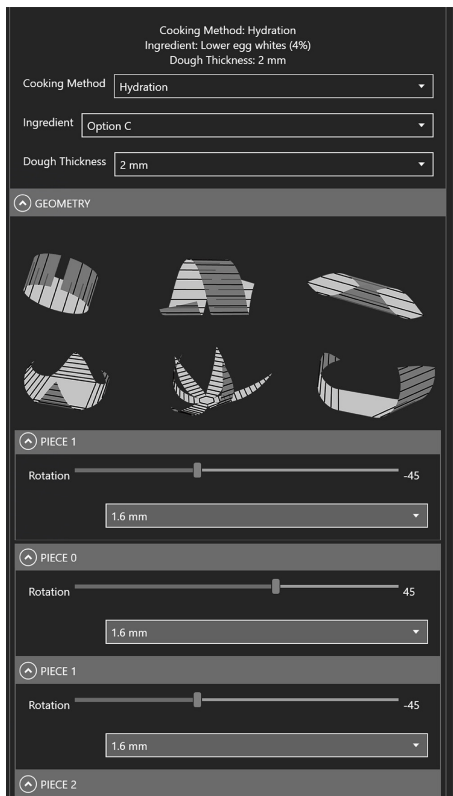 Cooking Method: Hydration
Ingredient: Lower egg whites (4%)
Dough Thickness: 2 mm
Cooking Method Hydration
Ingredient Option C
Dough Thickness 2 mm
GEOMETRY
PIECE 1
Rotation -45
1.6 mm
PIECE 0
Rotation 45
1.6 mm
PIECE 1
Rotation -45
1.6 mm
PIECE 2